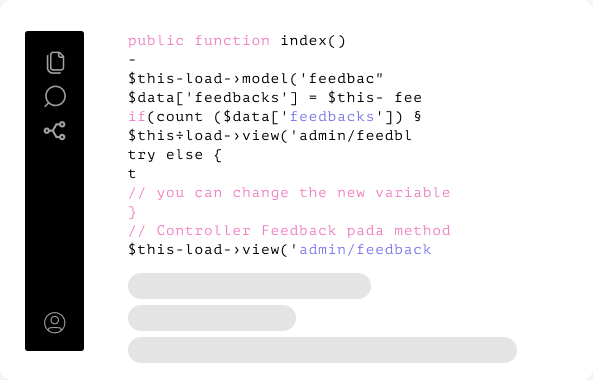 public function index()
-
$this-load->model('feedbac"
$data['feedbacks'] = $this- fee
if(count ($data['feedbacks']) §
$this÷load->view('admin/feedbl
try else {
t
// you can change the new variable
}
// Controller Feedback pada method
$this-load->view('admin/feedback